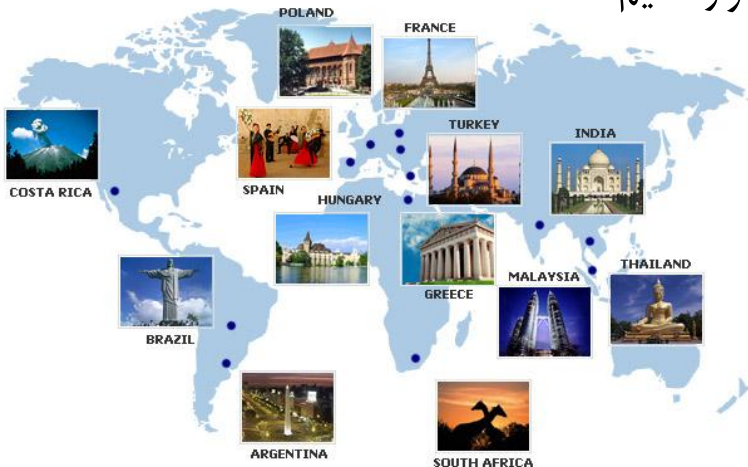 POLAND
FRANCE
TURKEY
INDIA
COSTA RICA
SPAIN
HUNGARY
GREECE
MALAYSIA
THAILAND
BRAZIL
ARGENTINA
SOUTH AFRICA